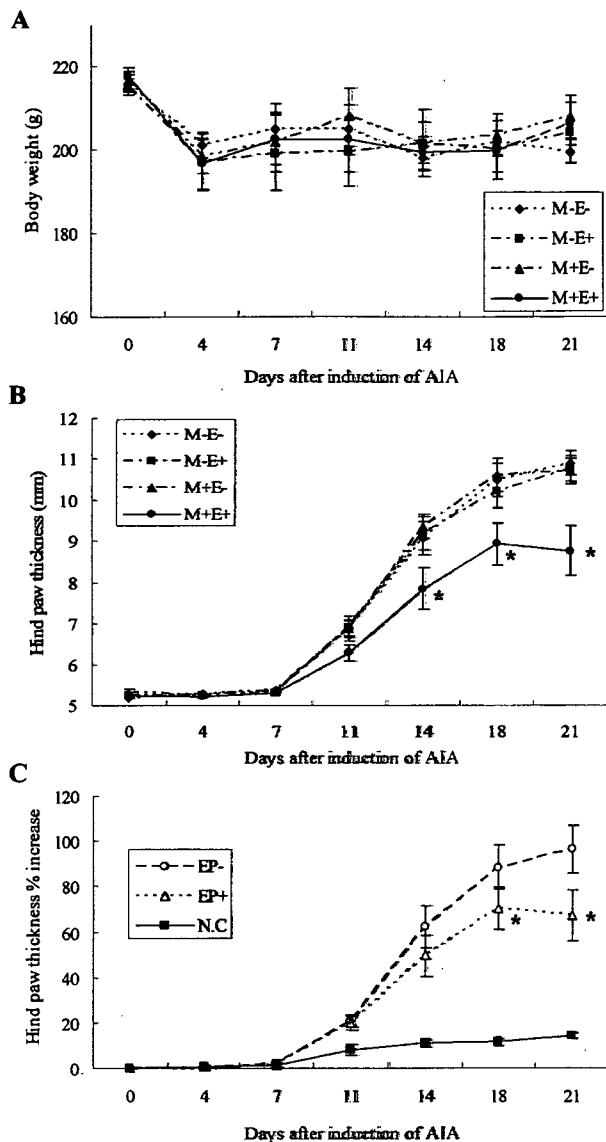 A
220
200
180
160
Body weight (g)
M-E-
M-E+
M+E-
M+E+
0 4 7 11 14 18 21
Days after induction of AIA
B
12
11
10
9
8
7
6
5
Hind paw thickness (mm)
M-E-
M-E+
M+E-
M+E+
*
*
*
0 4 7 11 14 18 21
Days after induction of AIA
C
120
100
80
60
40
20
0
Hind paw thickness % increase
EP-
EP+
N.C
*
*
0 4 7 11 14 18 21
Days after induction of AIA